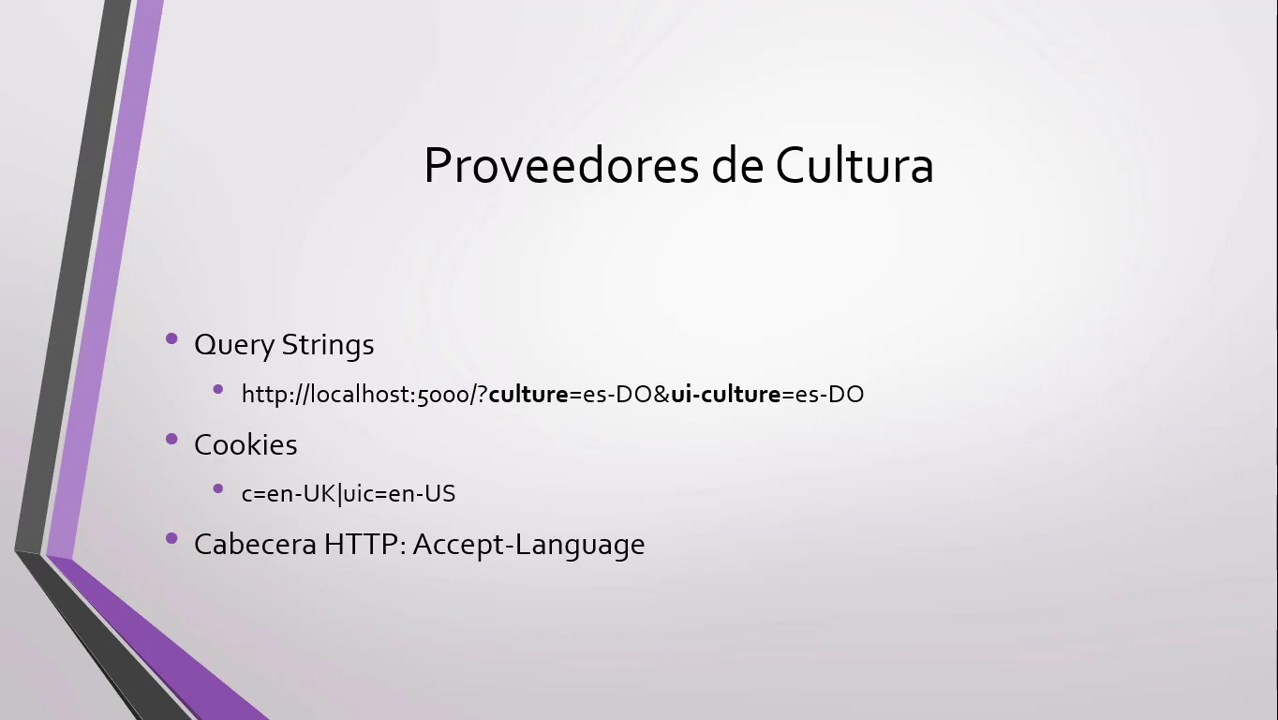 Proveedores de Cultura
Query Strings
http://localhost:5000/?culture=es-DO&ui-culture=es-DO
Cookies
c=en-UK|uic=en-US
Cabecera HTTP: Accept-Language